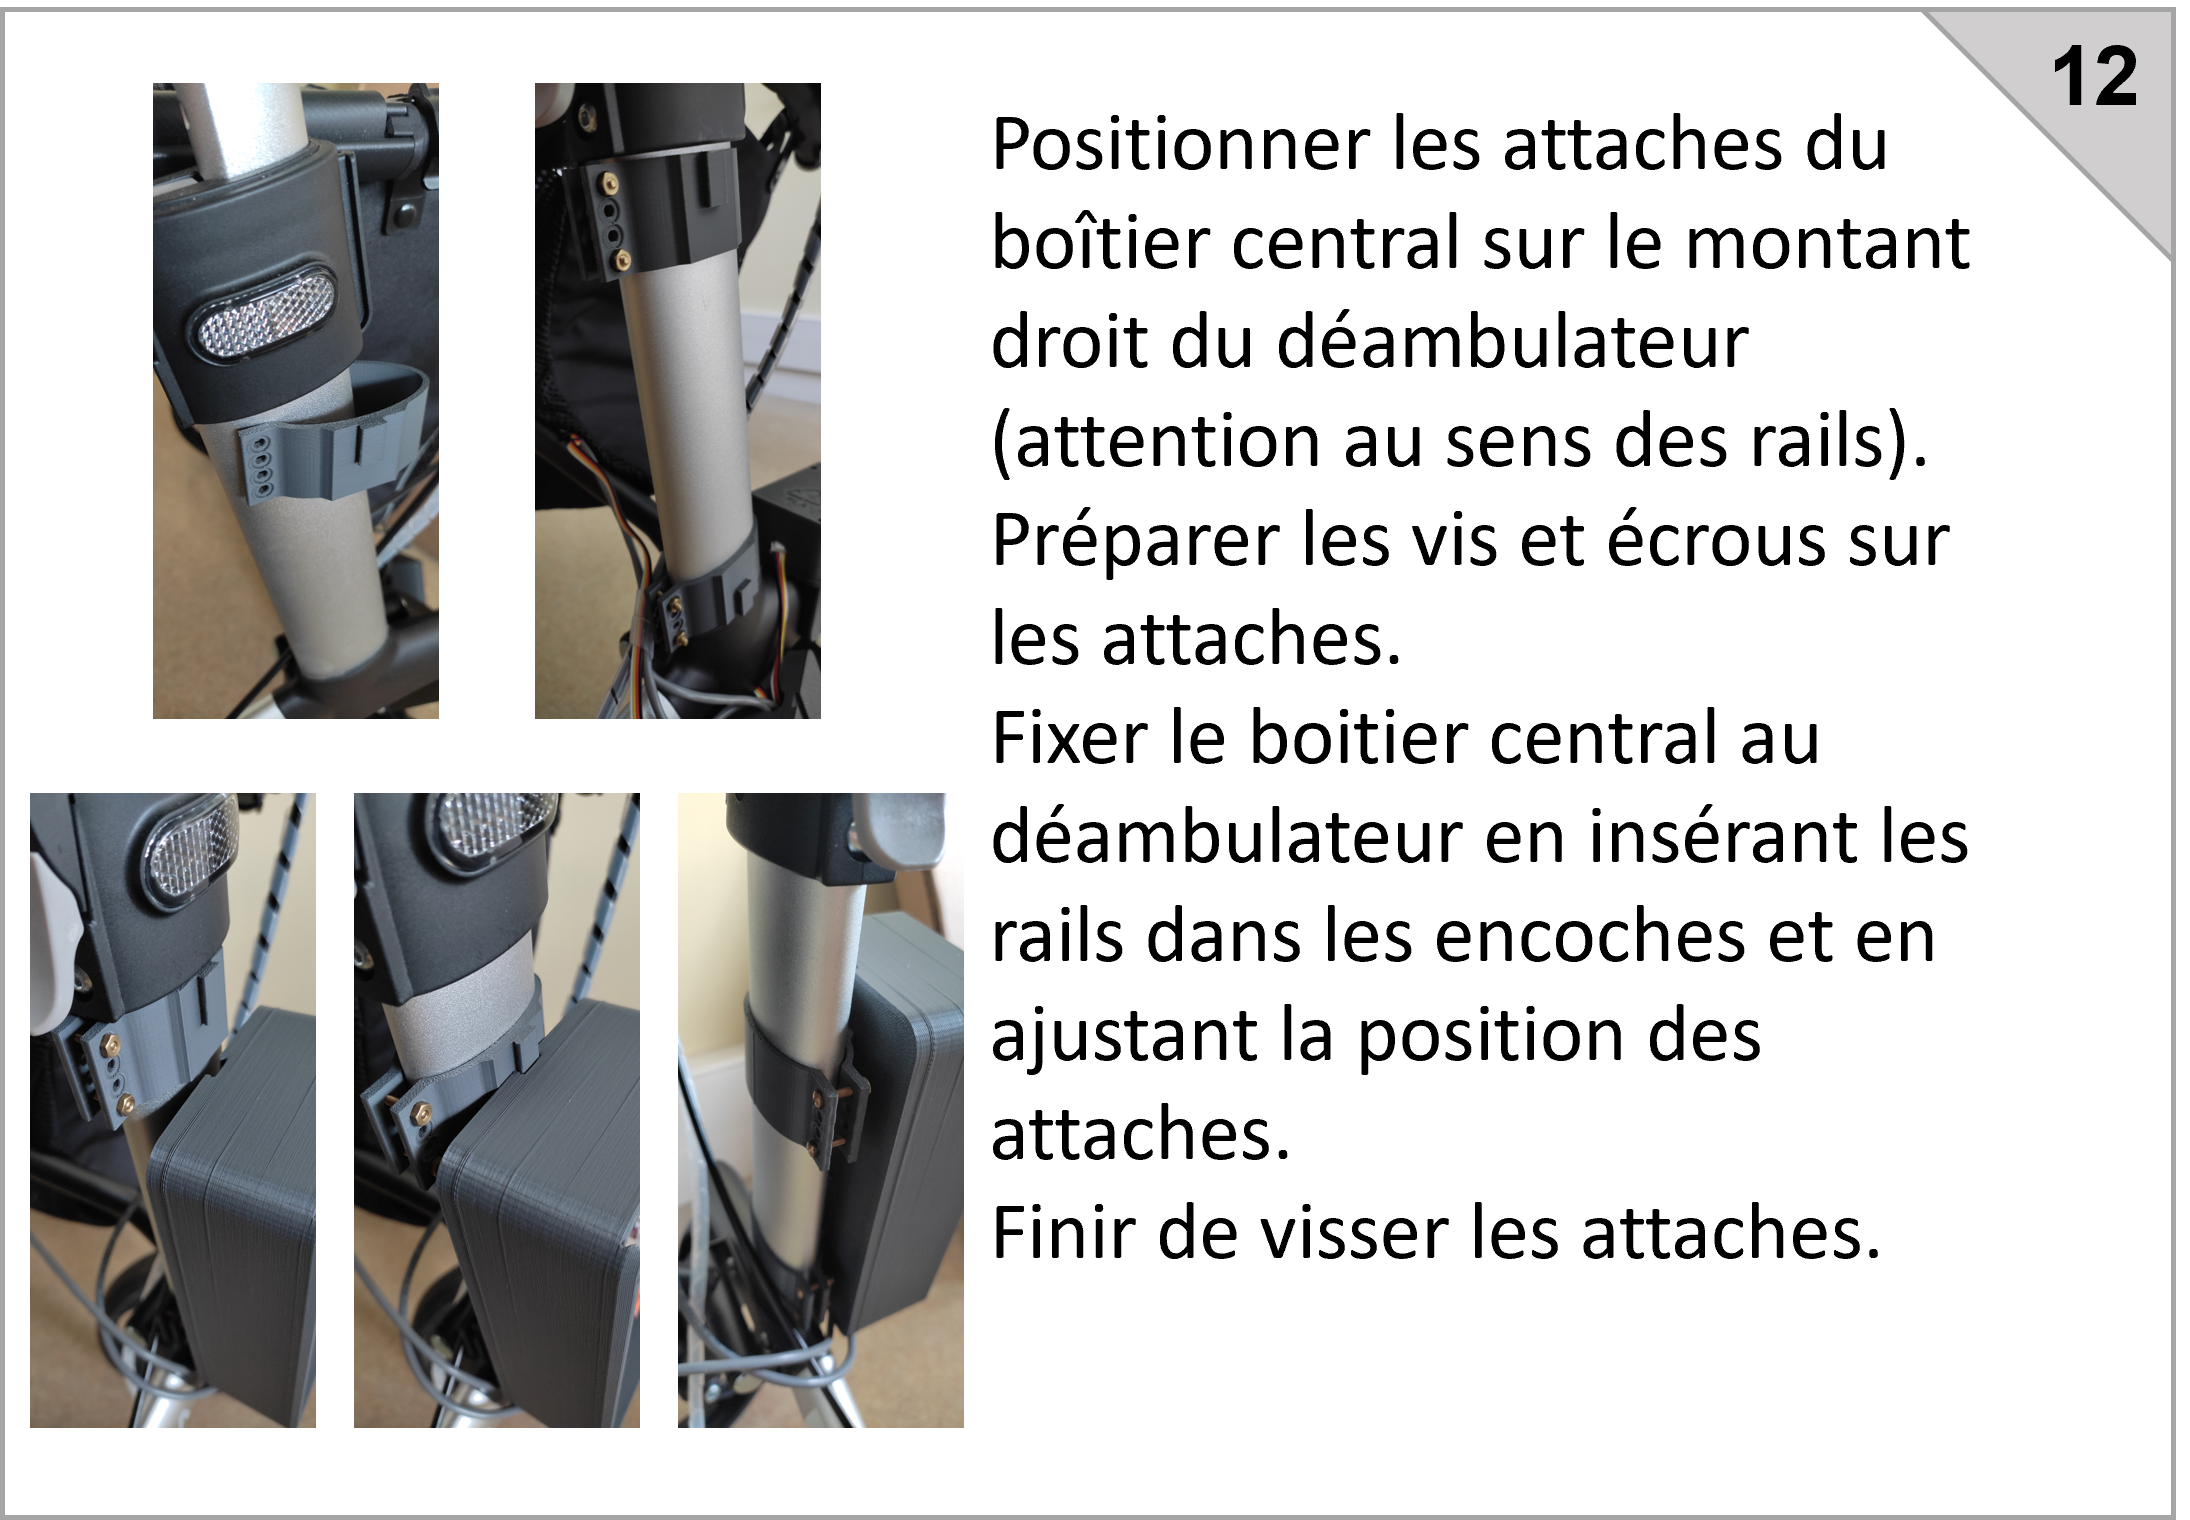 12
Positionner les attaches du
boîtier central sur le montant
droit du déambulateur
(attention au sens des rails).
Préparer les vis et écrous sur
les attaches.
Fixer le boitier central au
déambulateur en insérant les
rails dans les encoches et en
ajustant la position des
attaches.
Finir de visser les attaches.